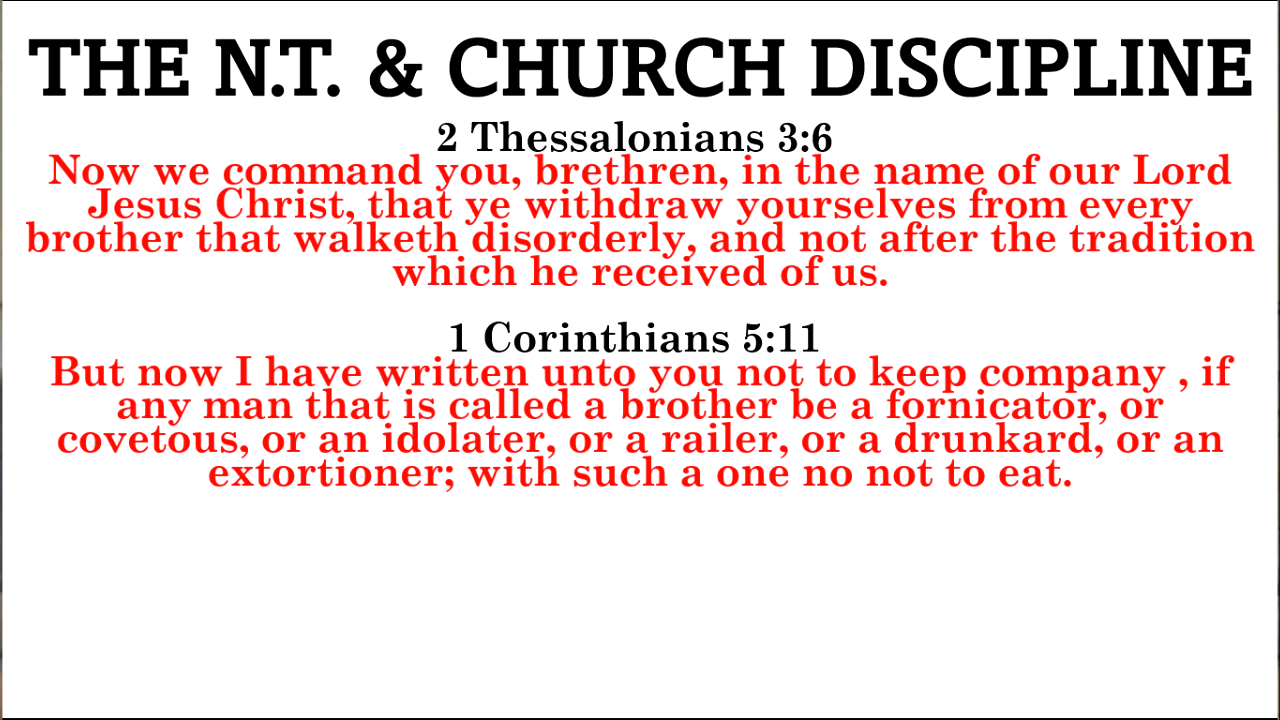 THE N.T. & CHURCH DISCIPLINE
2 Thessalonians 3:6
Now we command you, brethren, in the name of our Lord
Jesus Christ, that ye withdraw yourselves from every
brother that walketh disorderly, and not after the tradition
which he received of us.
1 Corinthians 5:11
But now I have written unto you not to keep company , if
any man that is called a brother be a fornicator, or
covetous, or an idolater, or a railer, or a drunkard, or an
extortioner; with such a one no not to eat.